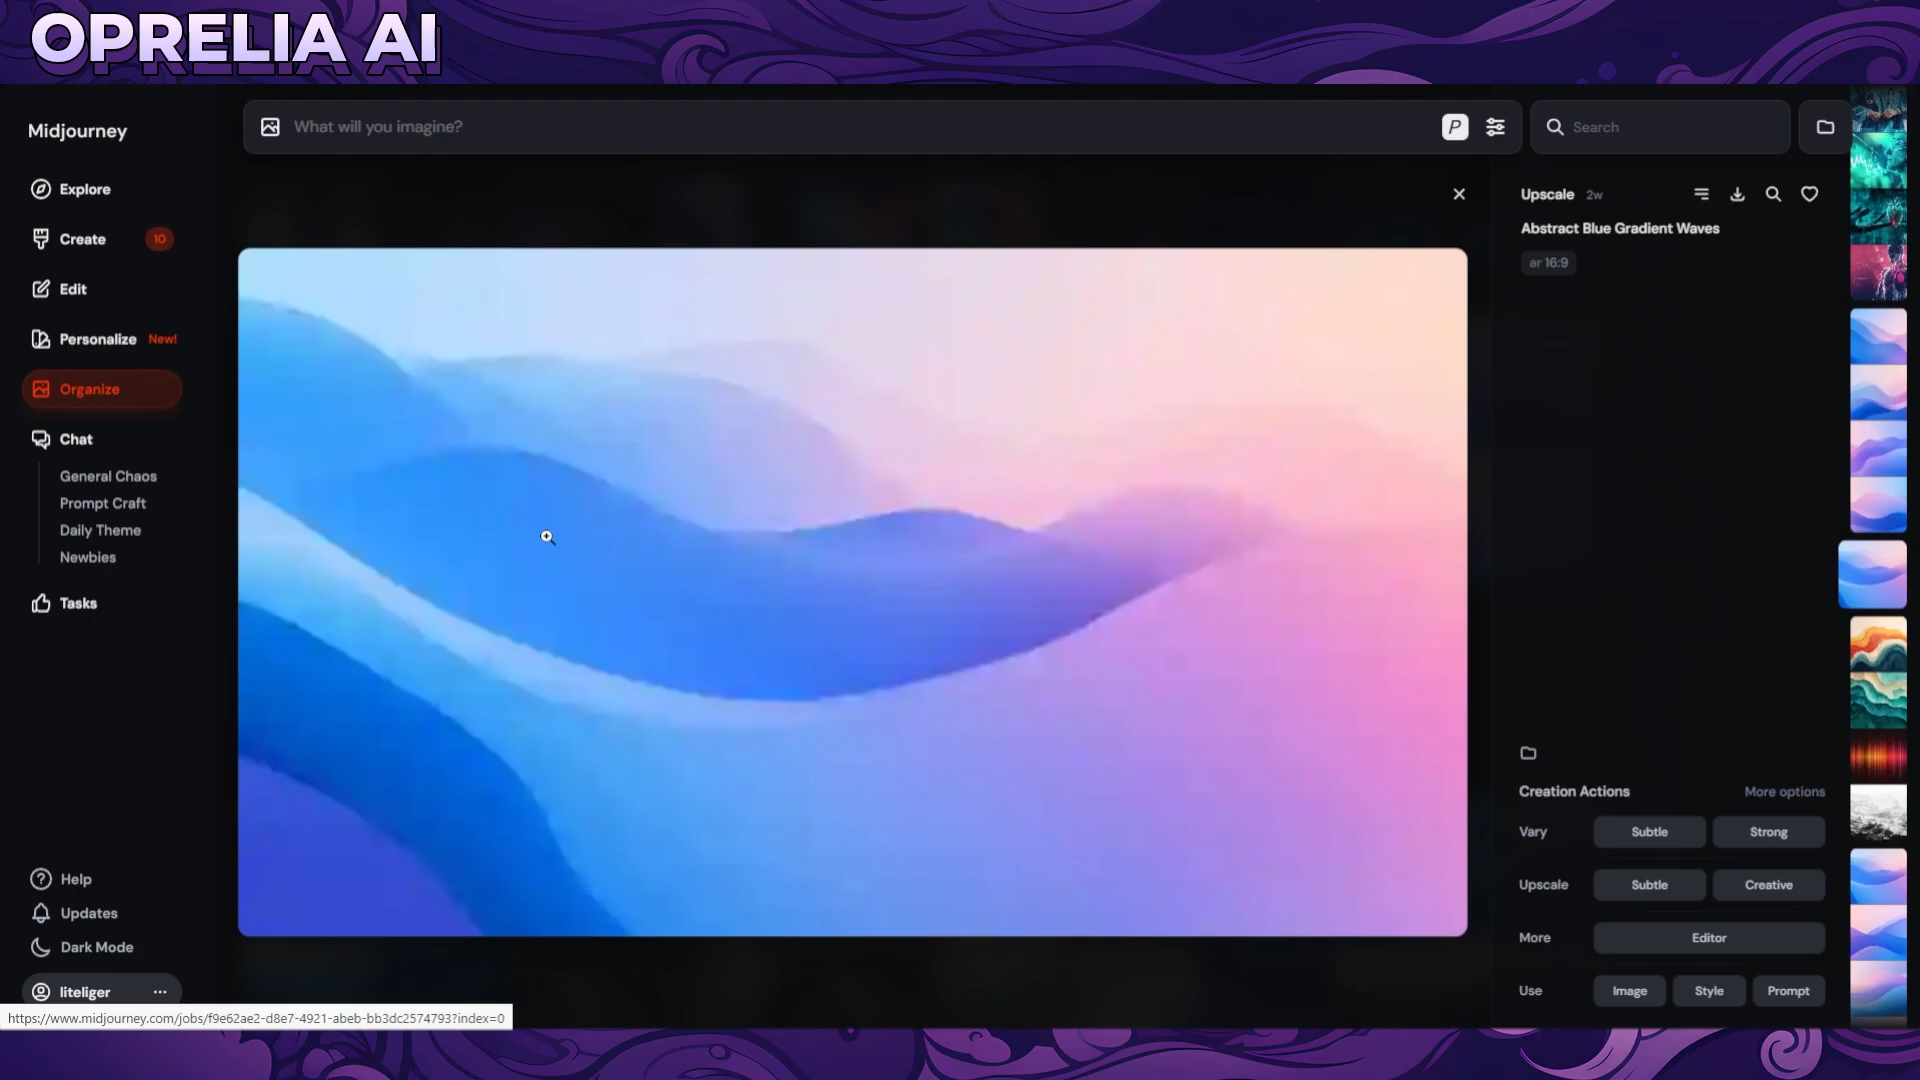 OPRELIA AI
Midjourney
What will you imagine?
P
Search
Explore
Create 10
Edit
Personalize New!
Organize
Chat
General Chaos
Prompt Craft
Daily Theme
Newbies
Tasks
Upscale 2w
Abstract Blue Gradient Waves
ar 16:9
Creation Actions More options
Vary Subtle Strong
Upscale Subtle Creative
More Editor
Use Image Style Prompt
Help
Updates
Dark Mode
liteliger ...
https://www.midjourney.com/jobs/f9e62ae2-d8e7-4921-abeb-bb3dc2574793?index=0